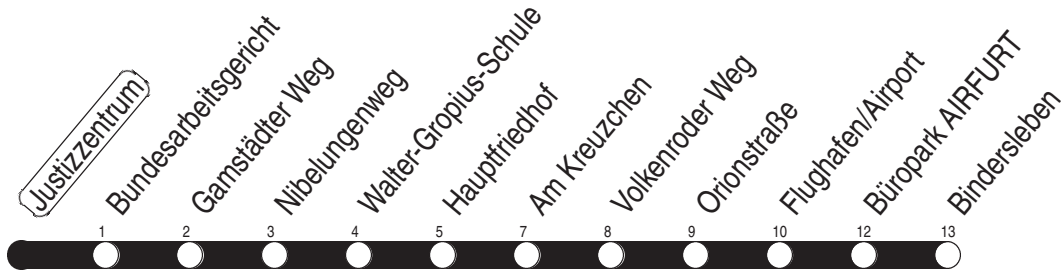 Justizzentrum
Bundesarbeitsgericht
Gamstädter Weg
Nibelungenweg
Walter-Gropius-Schule
Hauptfriedhof
Am Kreuzchen
Volkenroder Weg
Orionstraße
Flughafen/Airport
Büropark AIRFURT
Bindersleben
1 2 3 4 5 7 8 9 10 12 13